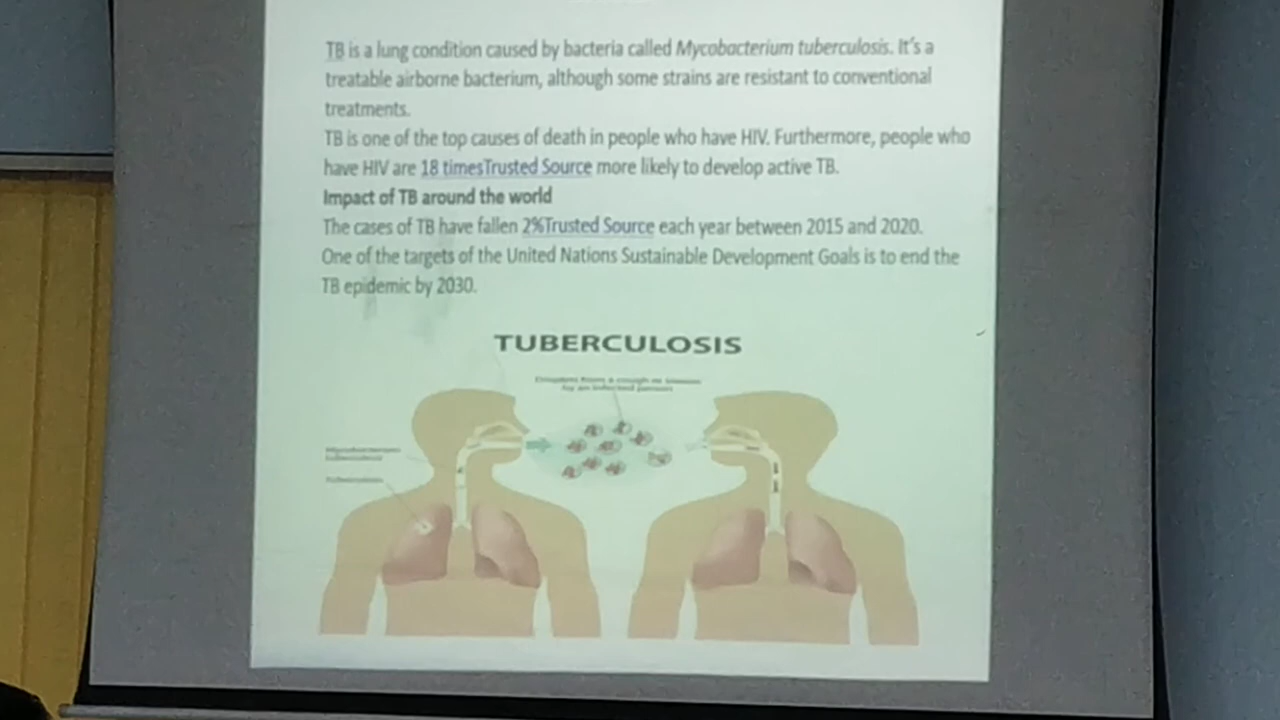 TB is a lung condition caused by bacteria called Mycobacterium tuberculosis. It's a
treatable airborne bacterium, although some strains are resistant to conventional
treatments.
TB is one of the top causes of death in people who have HIV. Furthermore, people who
have HIV are 18 timesTrusted Source more likely to develop active TB.
Impact of TB around the world
The cases of TB have fallen 2%Trusted Source each year between 2015 and 2020.
One of the targets of the United Nations Sustainable Development Goals is to end the
TB epidemic by 2030.
TUBERCULOSIS
by an infected person